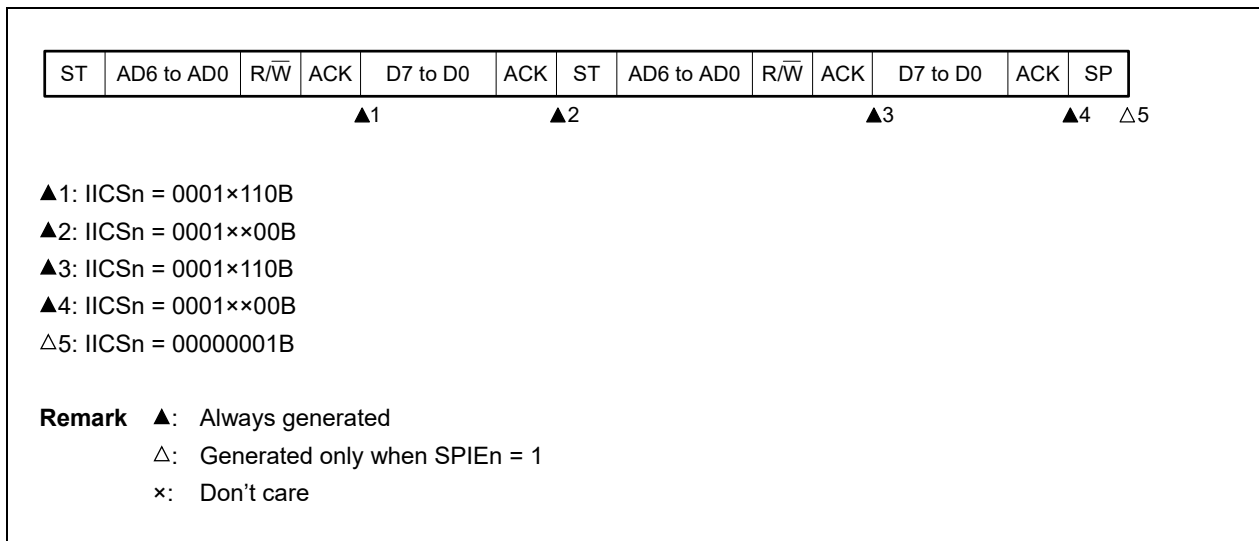 ST AD6 to AD0 R/W̅ ACK D7 to D0 ACK ST AD6 to AD0 R/W̅ ACK D7 to D0 ACK SP
▲1 ▲2 ▲3 ▲4 △5
▲1: IICSn = 0001×110B
▲2: IICSn = 0001××00B
▲3: IICSn = 0001×110B
▲4: IICSn = 0001××00B
△5: IICSn = 00000001B
Remark ▲: Always generated
△: Generated only when SPIEn = 1
×: Don’t care